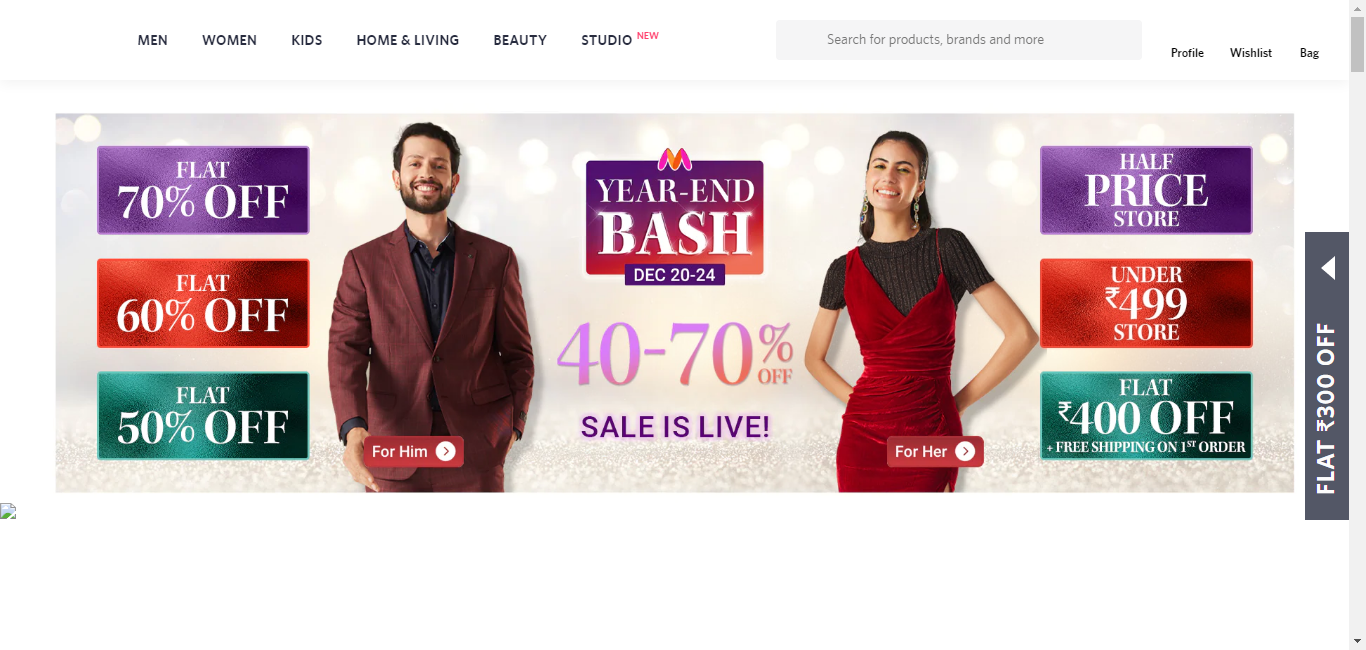 MEN WOMEN KIDS HOME & LIVING BEAUTY STUDIO NEW
Search for products, brands and more
Profile Wishlist Bag
FLAT
70% OFF
FLAT
60% OFF
FLAT
50% OFF
YEAR-END
BASH
DEC 20-24
40-70%
OFF
SALE IS LIVE!
For Him
For Her
HALF
PRICE
STORE
UNDER
₹499
STORE
FLAT
₹400 OFF
+ FREE SHIPPING ON 1ST ORDER
FLAT ₹300 OFF